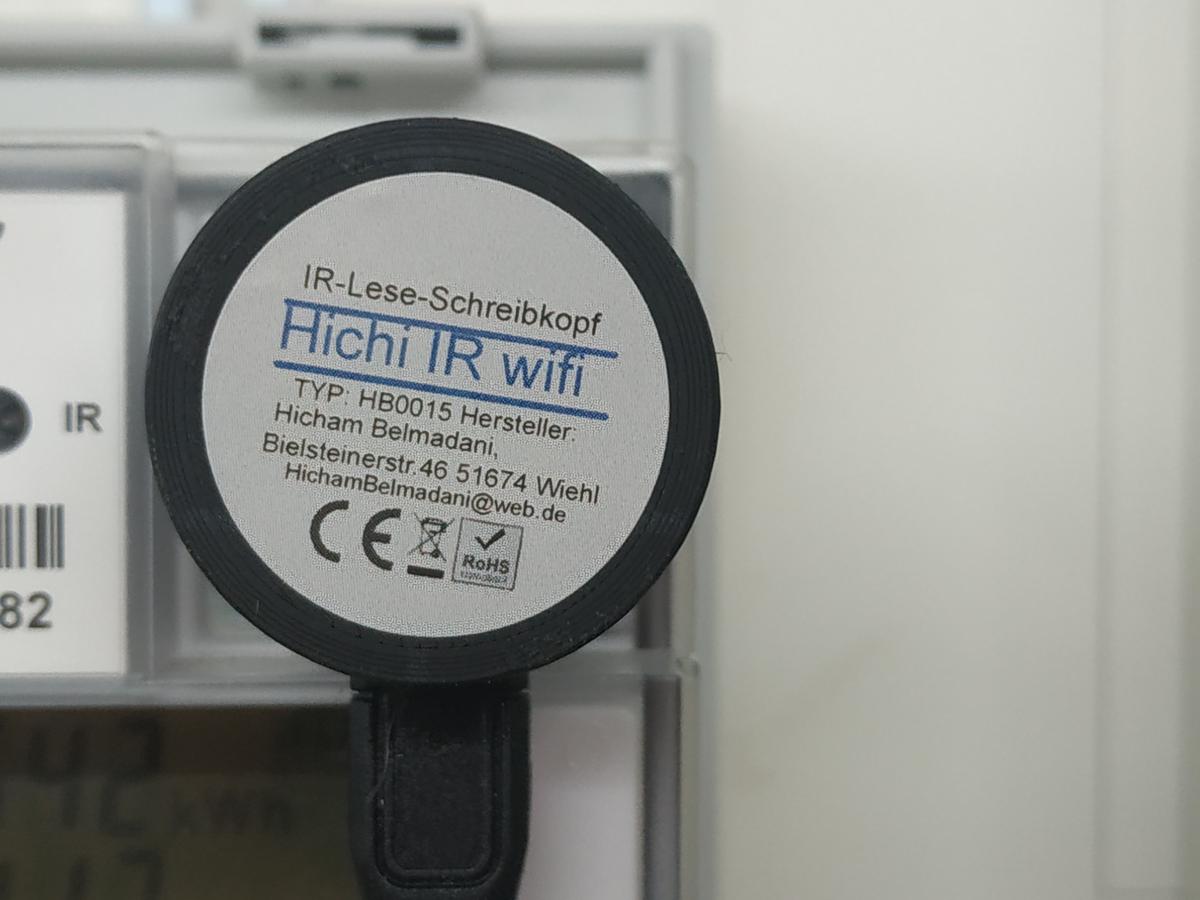 IR-Lese-Schreibkopf
Hichi IR wifi
TYP: HB0015 Hersteller:
Hicham Belmadani,
Bielsteinerstr.46 51674 Wiehl
HichamBelmadani@web.de
CE
RoHS
IR
82
kWh